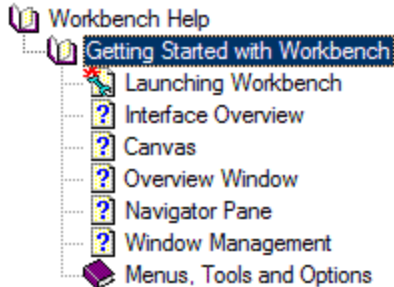 Workbench Help
Getting Started with Workbench
Launching Workbench
Interface Overview
Canvas
Overview Window
Navigator Pane
Window Management
Menus, Tools and Options